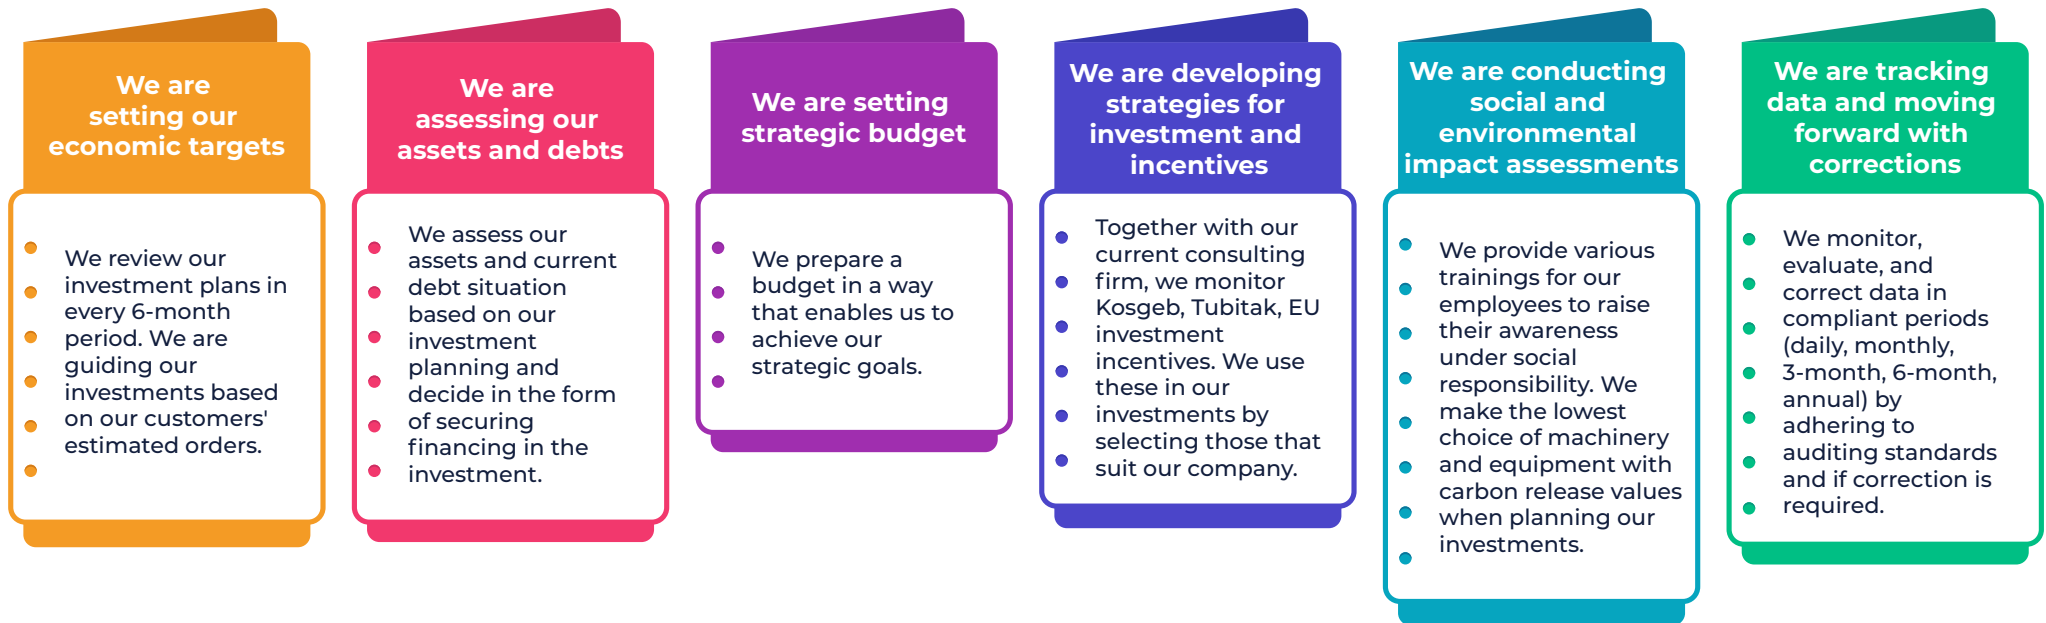 We are
setting our
economic targets
We review our
investment plans in
every 6-month
period. We are
guiding our
investments based
on our customers'
estimated orders.
We are
assessing our
assets and debts
We assess our
assets and current
debt situation
based on our
investment
planning and
decide in the form
of securing
financing in the
investment.
We are setting
strategic budget
We prepare a
budget in a way
that enables us to
achieve our
strategic goals.
We are developing
strategies for
investment and
incentives
Together with our
current consulting
firm, we monitor
Kosgeb, Tubitak, EU
investment
incentives. We use
these in our
investments by
selecting those that
suit our company.
We are conducting
social and
environmental
impact assessments
We provide various
trainings for our
employees to raise
their awareness
under social
responsibility. We
make the lowest
choice of machinery
and equipment with
carbon release values
when planning our
investments.
We are tracking
data and moving
forward with
corrections
We monitor,
evaluate, and
correct data in
compliant periods
(daily, monthly,
3-month, 6-month,
annual) by
adhering to
auditing standards
and if correction is
required.